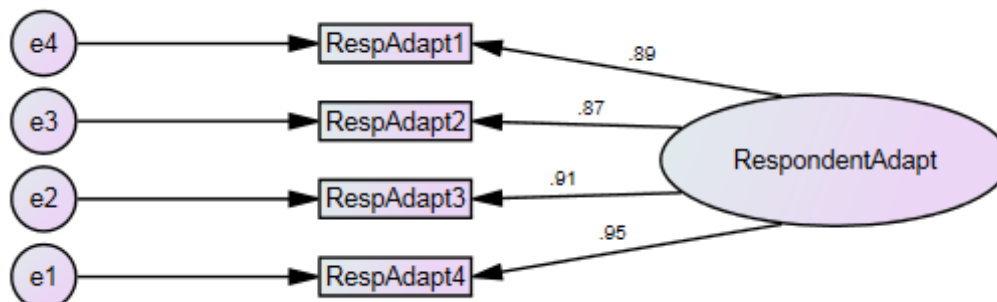 e4
RespAdapt1
.89
e3
RespAdapt2
.87
RespondentAdapt
e2
RespAdapt3
.91
e1
RespAdapt4
.95